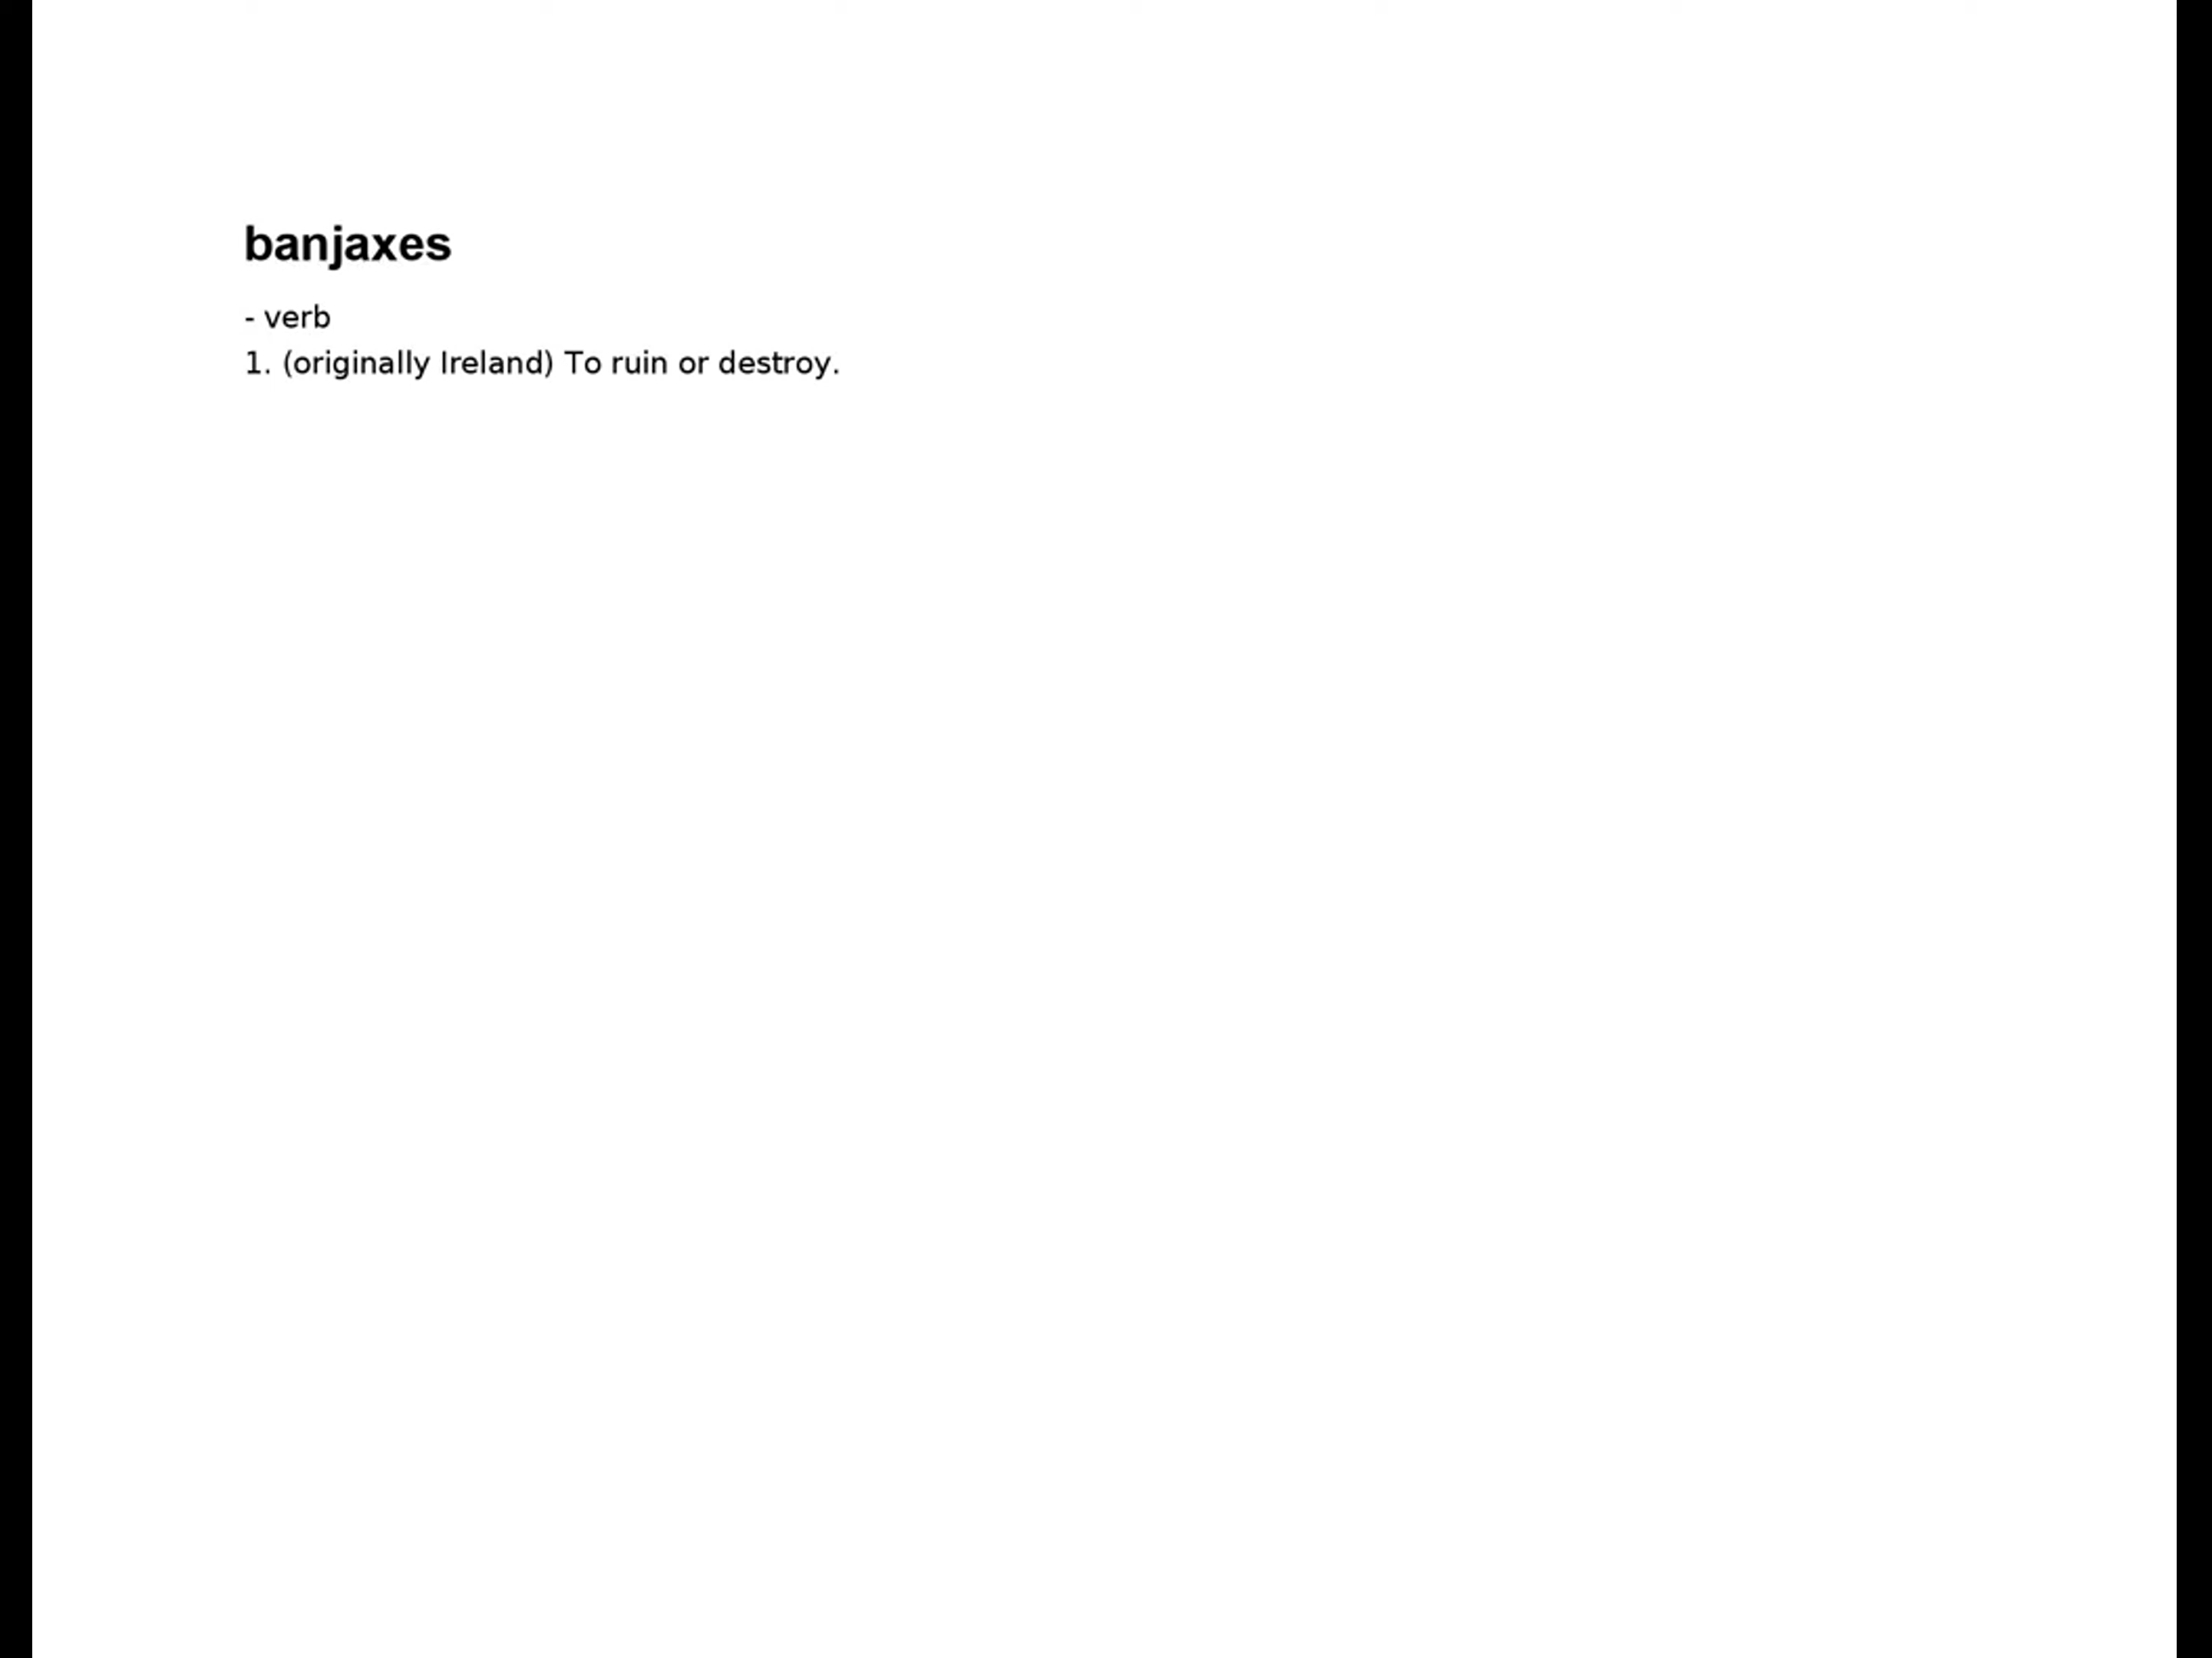 banjaxes
- verb
1. (originally Ireland) To ruin or destroy.